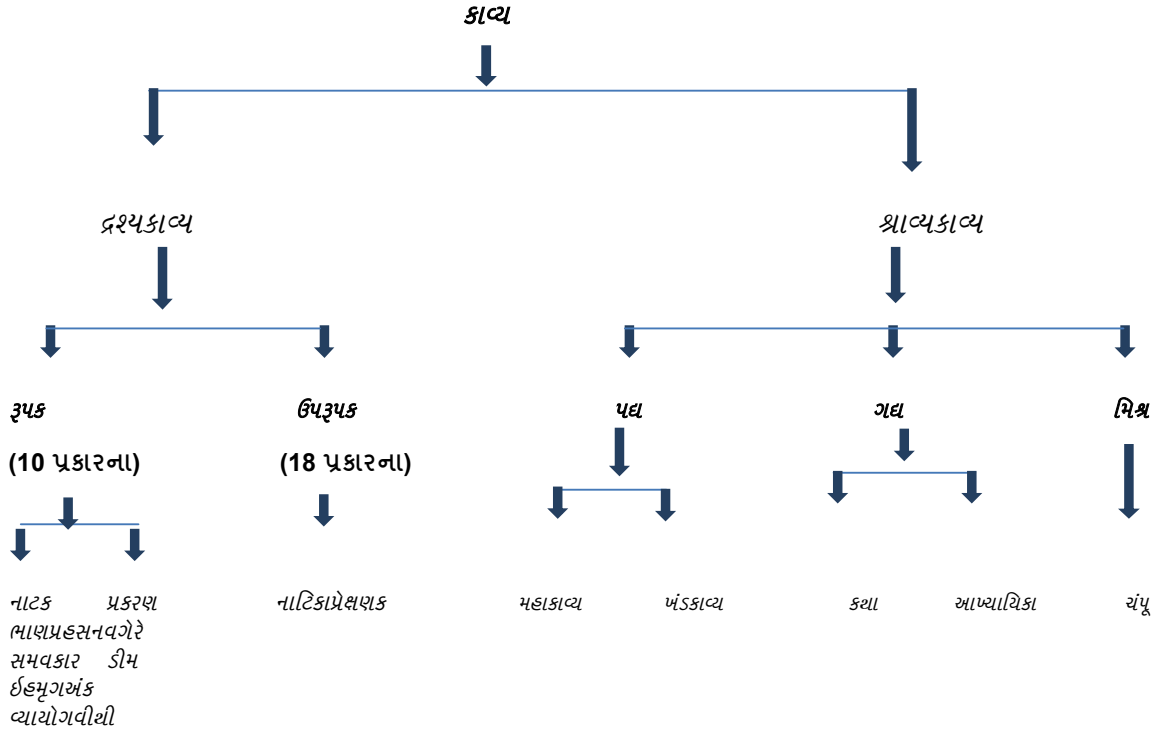 કાવ્ય
દ્રશ્યકાવ્ય શ્રાવ્યકાવ્ય
રૂપક ઉપરૂપક પદ્ય ગદ્ય મિશ્ર
(10 પ્રકારના) (18 પ્રકારના)
નાટક પ્રકરણ નાટિકાપ્રેક્ષણક મહાકાવ્ય ખંડકાવ્ય કથા આખ્યાયિકા ચંપૂ
ભાણપ્રહસનવગેરે
સમવકાર ડીમ
ઈહમૃગઅંક
વ્યાયોગવીથી